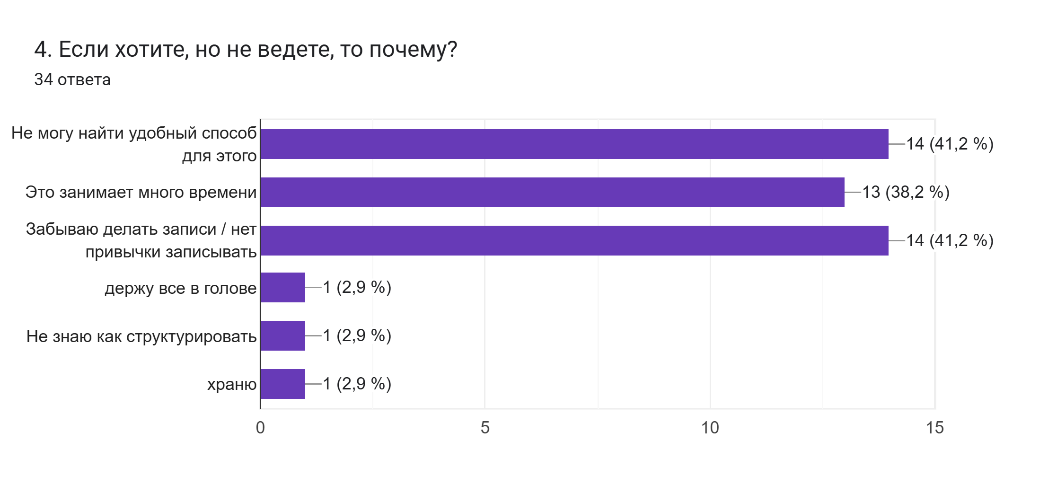 4. Если хотите, но не ведете, то почему?
34 ответа
Не могу найти удобный способ
для этого
14 (41,2 %)
Это занимает много времени
13 (38,2 %)
Забываю делать записи / нет
привычки записывать
14 (41,2 %)
держу все в голове
1 (2,9 %)
Не знаю как структурировать
1 (2,9 %)
храню
1 (2,9 %)
0
5
10
15